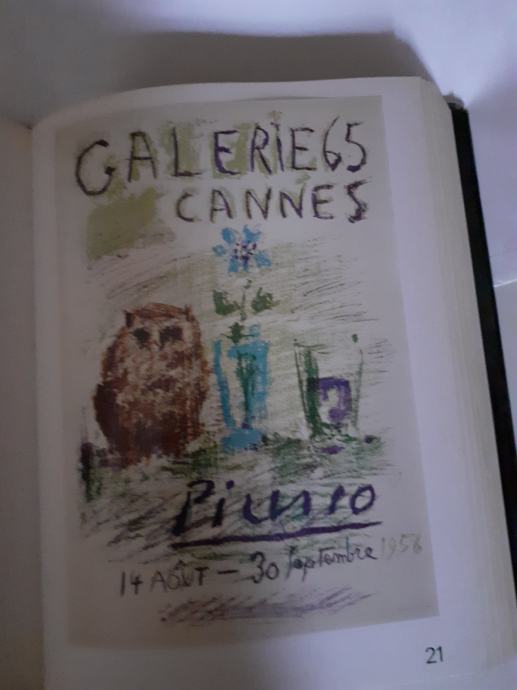 GALERIE 65
CANNES
Picasso
14 AOÛT — 30 Septembre 1956
21